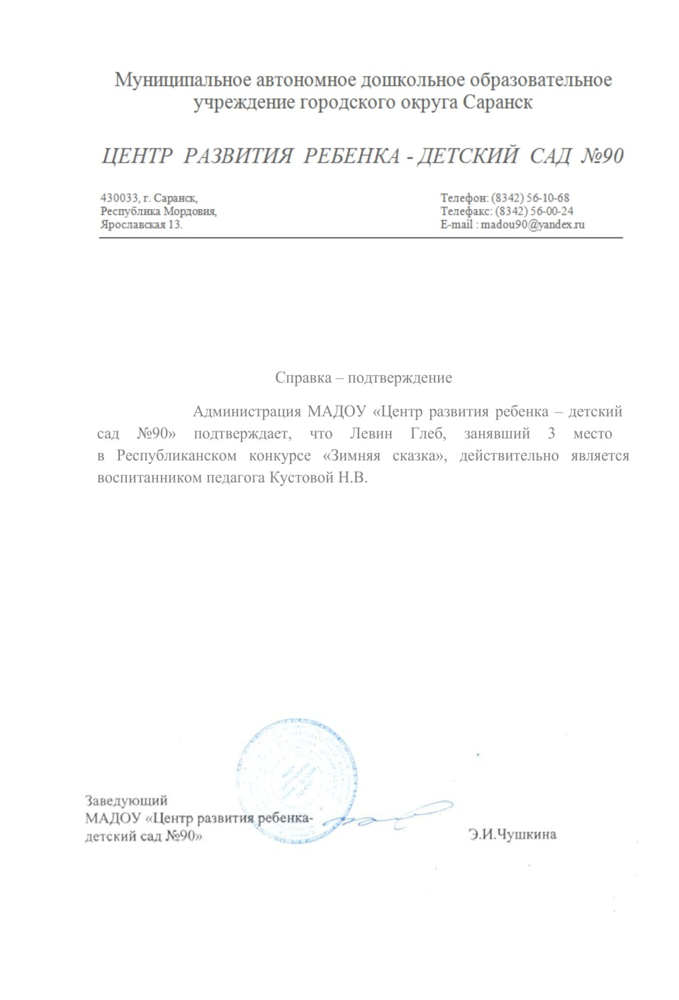 Муниципальное автономное дошкольное образовательное
учреждение городского округа Саранск
ЦЕНТР РАЗВИТИЯ РЕБЕНКА - ДЕТСКИЙ САД №90
430033, г. Саранск,
Республика Мордовия,
Ярославская 13.
Телефон: (8342) 56-10-68
Телефакс: (8342) 56-00-24
E-mail : madou90@yandex.ru
Справка – подтверждение
Администрация МАДОУ «Центр развития ребенка – детский
сад №90» подтверждает, что Левин Глеб, занявший 3 место
в Республиканском конкурсе «Зимняя сказка», действительно является
воспитанником педагога Кустовой Н.В.
Заведующий
МАДОУ «Центр развития ребенка-
детский сад №90»
Э.И.Чушкина